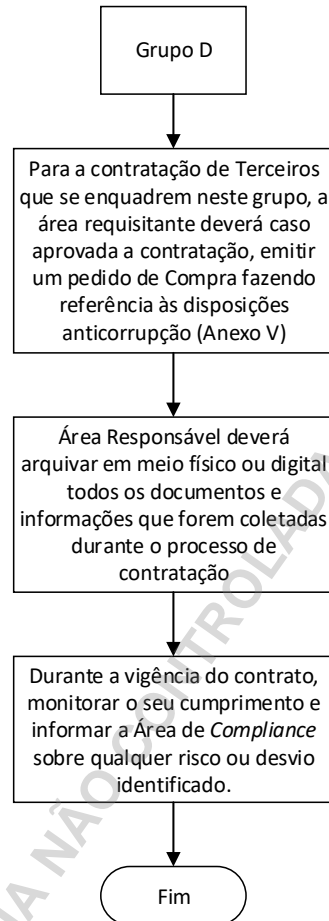 Grupo D
Para a contratação de Terceiros
que se enquadrem neste grupo, a
área requisitante deverá caso
aprovada a contratação, emitir
um pedido de Compra fazendo
referência às disposições
anticorrupção (Anexo V)
Área Responsável deverá
arquivar em meio físico ou digital
todos os documentos e
informações que forem coletadas
durante o processo de
contratação
Durante a vigência do contrato,
monitorar o seu cumprimento e
informar a Área de Compliance
sobre qualquer risco ou desvio
identificado.
Fim
IA NÃO CONTROLADA